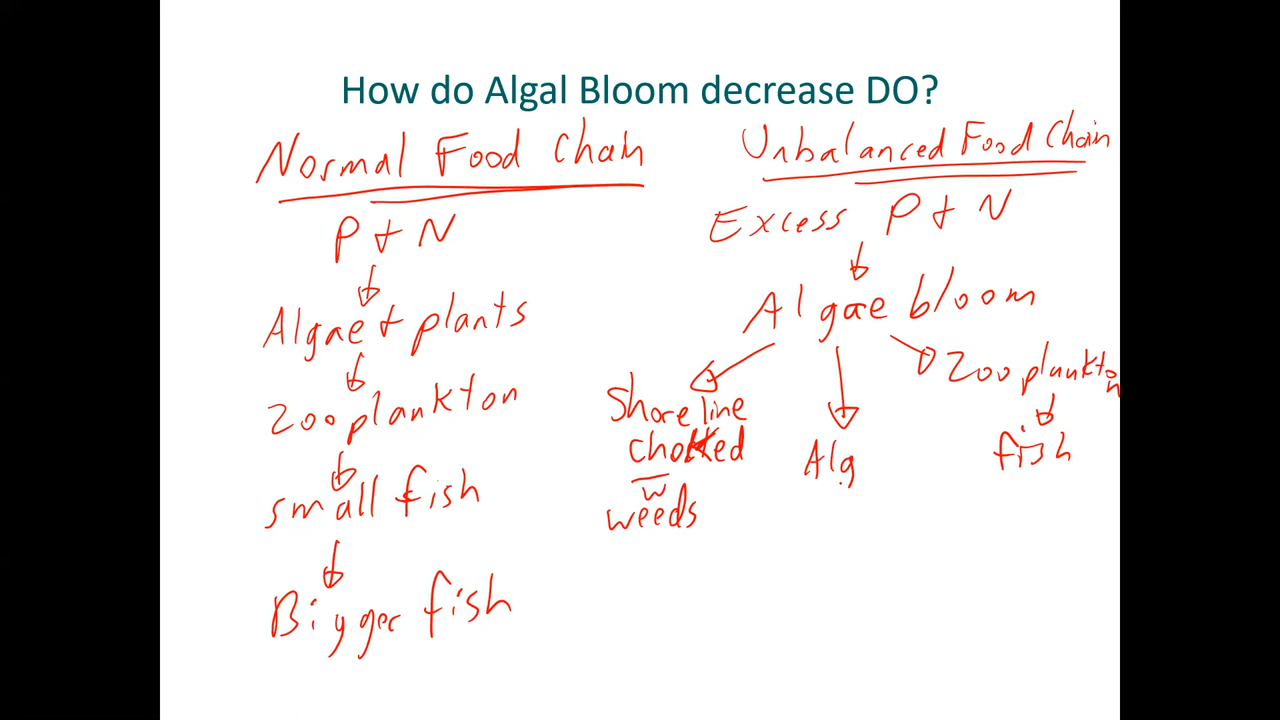 How do Algal Bloom decrease DO?
Normal Food Chain
P + N
Algae + plants
Zooplankton
small fish
Bigger fish
Unbalanced Food Chain
Excess P + N
Algae bloom
Shoreline
chocked
w
weeds
Alg
Zooplankton
fish